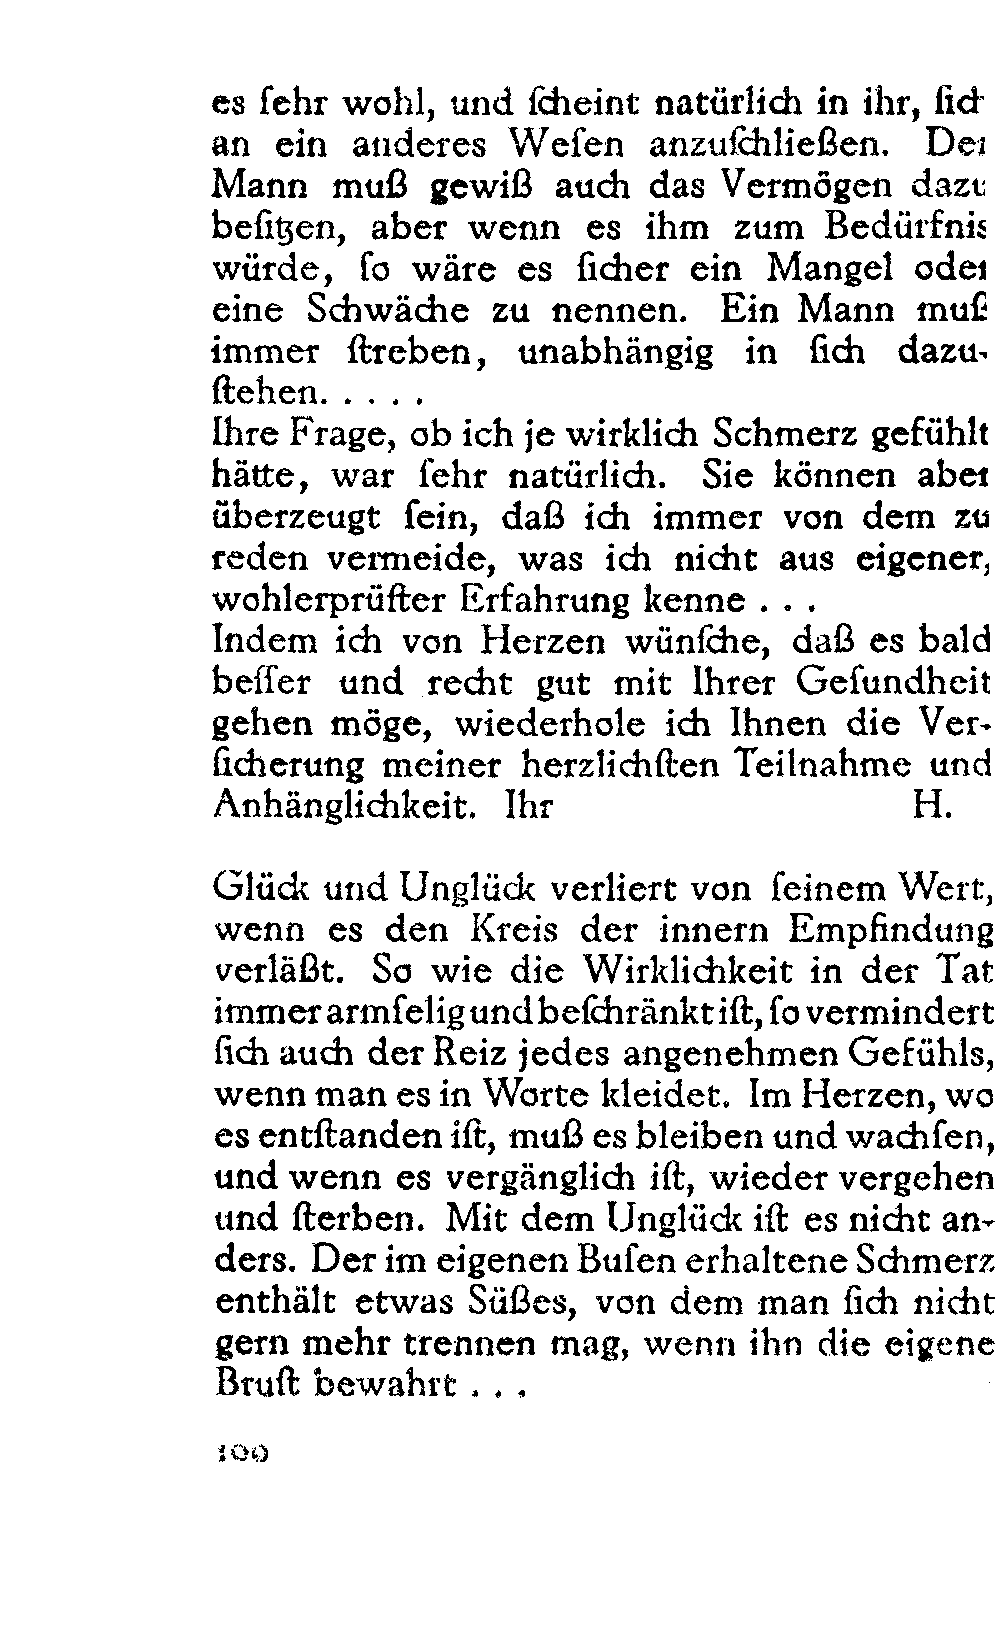 es ſehr wohl, und ſcheint natürlich in ihr, ſich
an ein anderes Weſen anzuſchließen. Der
Mann muß gewiß auch das Vermögen dazu
beſitzen, aber wenn es ihm zum Bedürfnis
würde, ſo wäre es ſicher ein Mangel oder
eine Schwäche zu nennen. Ein Mann muß
immer ſtreben, unabhängig in ſich dazu-
ſtehen. . . . .
Ihre Frage, ob ich je wirklich Schmerz gefühlt
hätte, war ſehr natürlich. Sie können aber
überzeugt ſein, daß ich immer von dem zu
reden vermeide, was ich nicht aus eigener,
wohlerprüfter Erfahrung kenne . . .
Indem ich von Herzen wünſche, daß es bald
beſſer und recht gut mit Ihrer Geſundheit
gehen möge, wiederhole ich Ihnen die Ver-
ſicherung meiner herzlichſten Teilnahme und
Anhänglichkeit. Ihr H.
Glück und Unglück verliert von ſeinem Wert,
wenn es den Kreis der innern Empfindung
verläßt. So wie die Wirklichkeit in der Tat
immer armſelig und beſchränkt iſt, ſo vermindert
ſich auch der Reiz jedes angenehmen Gefühls,
wenn man es in Worte kleidet. Im Herzen, wo
es entſtanden iſt, muß es bleiben und wachſen,
und wenn es vergänglich iſt, wieder vergehen
und ſterben. Mit dem Unglück iſt es nicht an-
ders. Der im eigenen Buſen erhaltene Schmerz
enthält etwas Süßes, von dem man ſich nicht
gern mehr trennen mag, wenn ihn die eigene
Bruſt bewahrt . . .
100